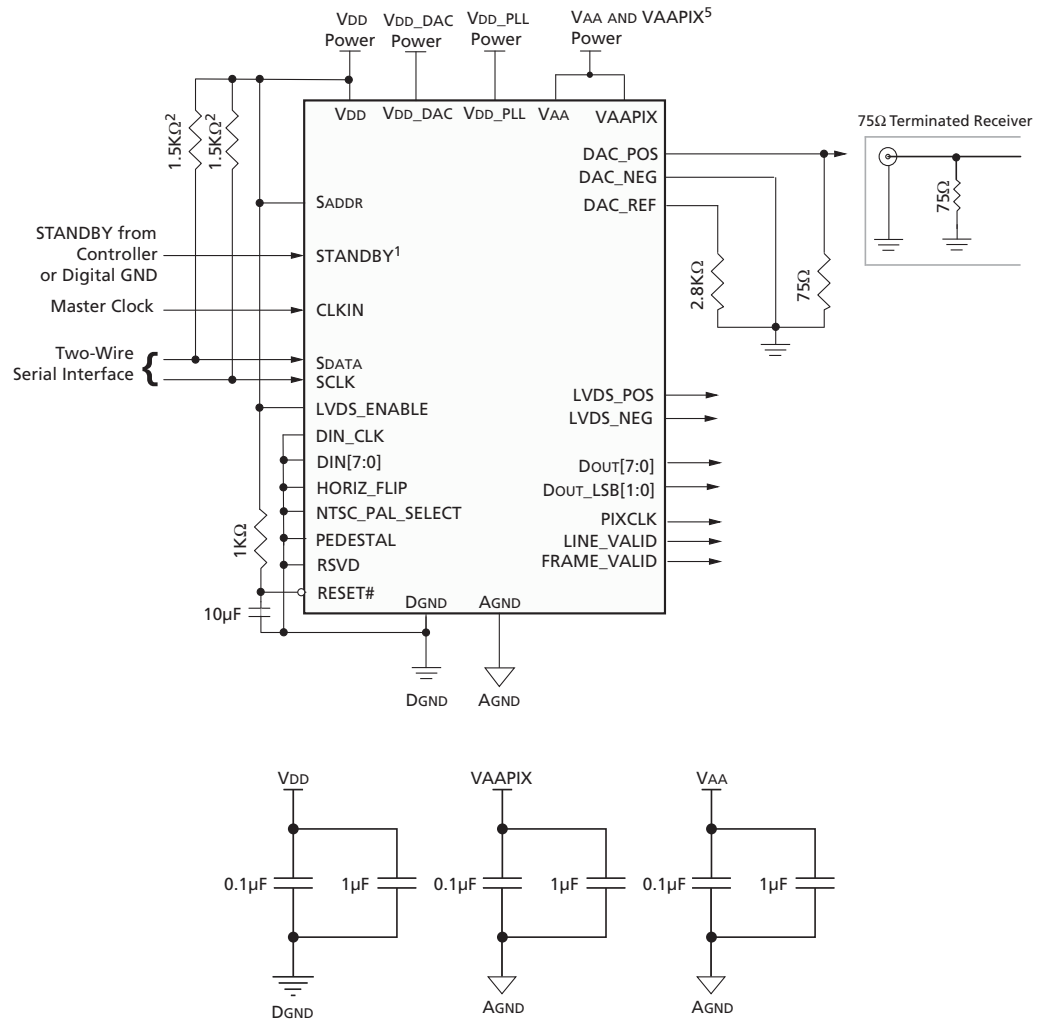 VDD Power
VDD_DAC Power
VDD_PLL Power
VAA AND VAAPIX5 Power
VDD
VDD_DAC
VDD_PLL
VAA
VAAPIX
1.5KΩ2
1.5KΩ2
SADDR
STANDBY from
Controller
or Digital GND
STANDBY1
Master Clock
CLKIN
Two-Wire
Serial Interface
{
SDATA
SCLK
LVDS_ENABLE
DIN_CLK
DIN[7:0]
HORIZ_FLIP
NTSC_PAL_SELECT
PEDESTAL
RSVD
RESET#
1KΩ
10µF
DGND
AGND
DGND
AGND
DAC_POS
DAC_NEG
DAC_REF
2.8KΩ
75Ω
75Ω Terminated Receiver
75Ω
LVDS_POS
LVDS_NEG
DOUT[7:0]
DOUT_LSB[1:0]
PIXCLK
LINE_VALID
FRAME_VALID
VDD
0.1µF
1µF
DGND
VAAPIX
0.1µF
1µF
AGND
VAA
0.1µF
1µF
AGND